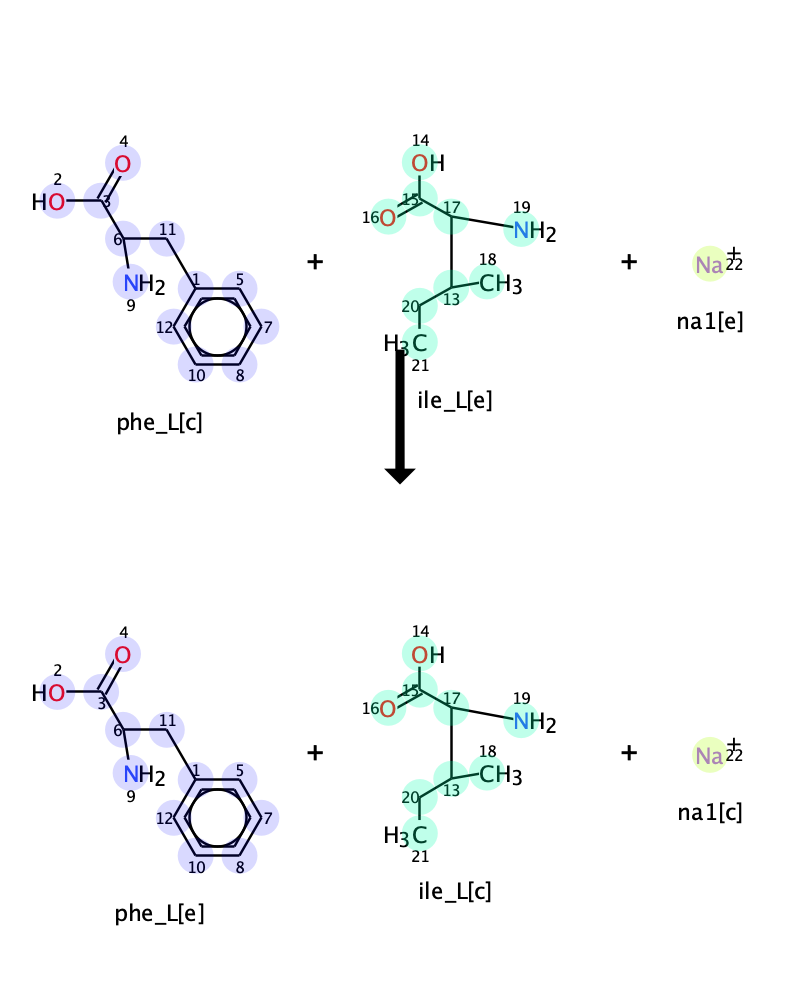 4 14
2 O OH
HO 3 15 19
16 O 17 NH2
6 11 + 18 + Na + 22
NH2 1 5 CH3
9 20 13 na1[e]
12 7 H3C
10 8 21
phe_L[c] ile_L[e]
4 14
2 O OH
HO 3 15 19
16 O 17 NH2
6 11 + 18 + Na + 22
NH2 1 5 CH3
9 20 13 na1[c]
12 7 H3C
10 8 21
phe_L[e] ile_L[c]